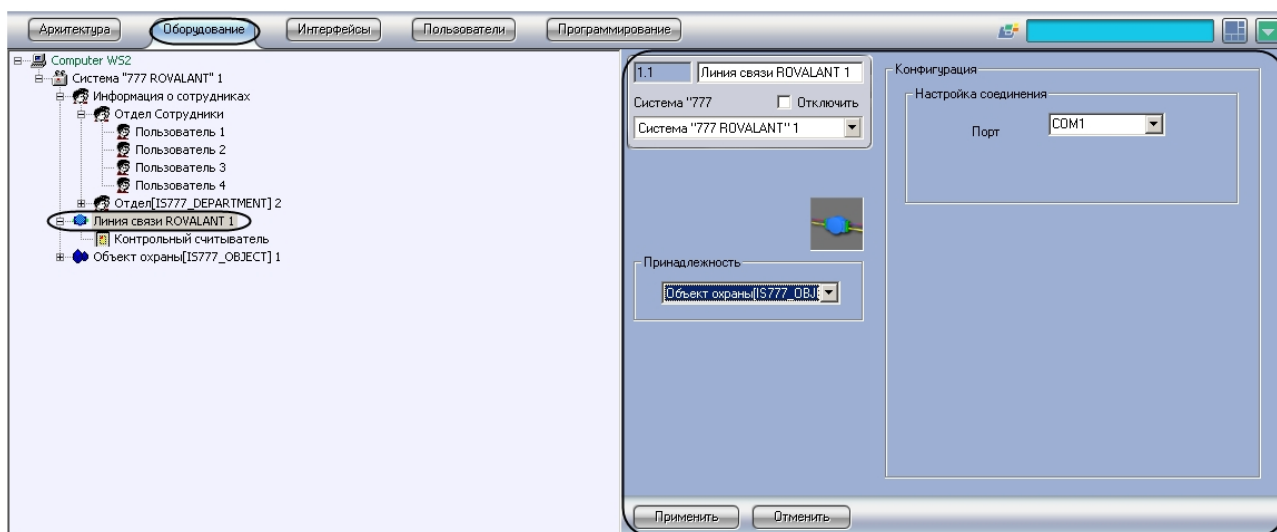 Архитектура
Оборудование
Интерфейсы
Пользователи
Программирование
Computer WS2
Система "777 ROVALANT" 1
Информация о сотрудниках
Отдел Сотрудники
Пользователь 1
Пользователь 2
Пользователь 3
Пользователь 4
Отдел[IS777_DEPARTMENT] 2
Линия связи ROVALANT 1
Контрольный считыватель
Объект охраны[IS777_OBJECT] 1
1.1
Линия связи ROVALANT 1
Система "777
Отключить
Система "777 ROVALANT" 1
Принадлежность
Объект охраны[IS777_OBJE
Конфигурация
Настройка соединения
Порт
COM1
Применить
Отменить